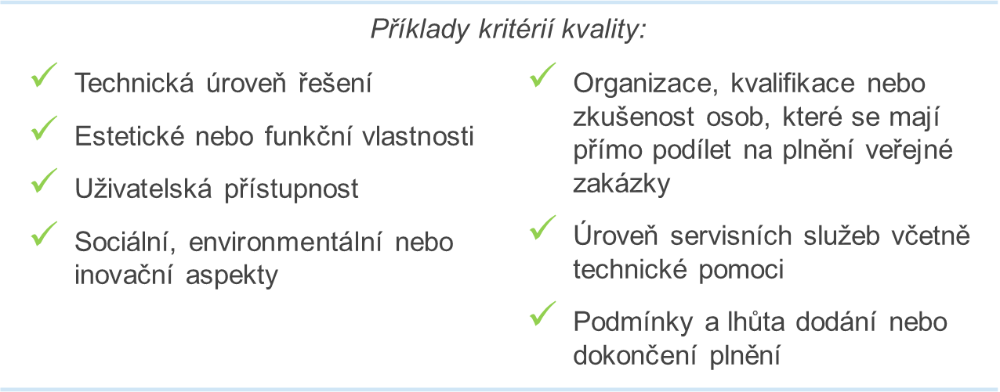 Příklady kritérií kvality:
Technická úroveň řešení
Estetické nebo funkční vlastnosti
Uživatelská přístupnost
Sociální, environmentální nebo
inovační aspekty
Organizace, kvalifikace nebo
zkušenost osob, které se mají
přímo podílet na plnění veřejné
zakázky
Úroveň servisních služeb včetně
technické pomoci
Podmínky a lhůta dodání nebo
dokončení plnění